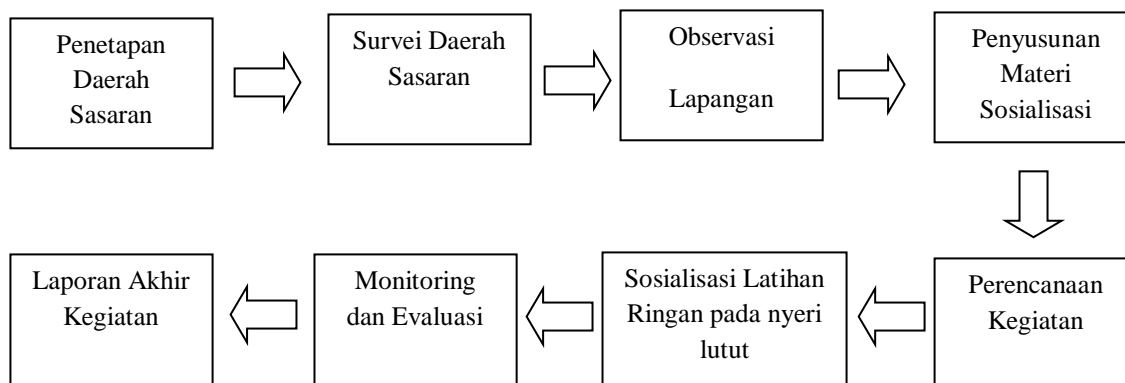 Penetapan
Daerah
Sasaran
Survei Daerah
Sasaran
Observasi
Lapangan
Penyusunan
Materi
Sosialisasi
Perencanaan
Kegiatan
Sosialisasi Latihan
Ringan pada nyeri
lutut
Monitoring
dan Evaluasi
Laporan Akhir
Kegiatan